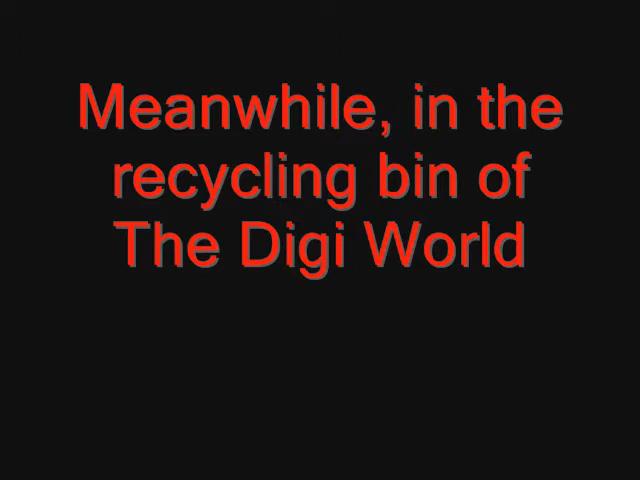 Meanwhile, in the
recycling bin of
The Digi World